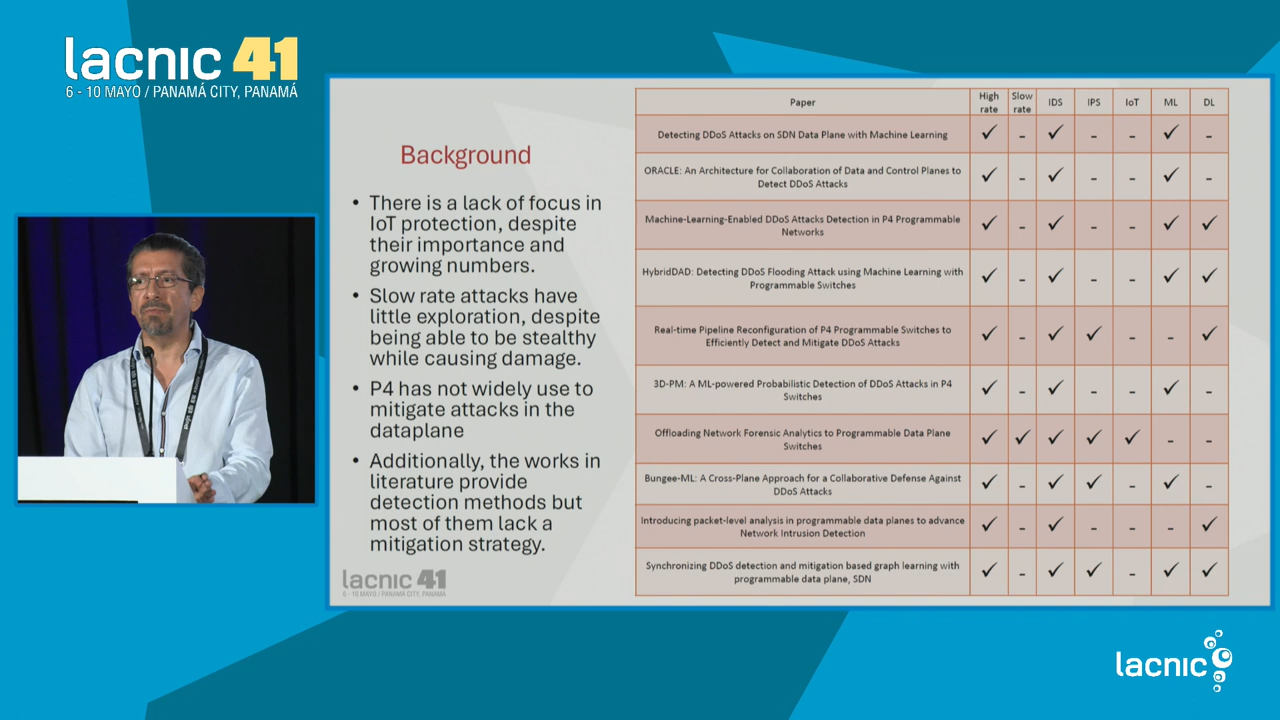 lacnic 41
6 - 10 MAYO / PANAMÁ CITY, PANAMÁ
Background
• There is a lack of focus in
IoT protection, despite
their importance and
growing numbers.
• Slow rate attacks have
little exploration, despite
being able to be stealthy
while causing damage.
• P4 has not widely use to
mitigate attacks in the
dataplane
• Additionally, the works in
literature provide
detection methods but
most of them lack a
mitigation strategy.
lacnic 41
6 - 10 MAYO / PANAMÁ CITY, PANAMÁ
Paper High rate Slow rate IDS IPS IoT ML DL
Detecting DDoS Attacks on SDN Data Plane with Machine Learning ✓ - ✓ - - ✓ -
ORACLE: An Architecture for Collaboration of Data and Control Planes to
Detect DDoS Attacks ✓ - ✓ - - ✓ -
Machine-Learning-Enabled DDoS Attacks Detection in P4 Programmable
Networks ✓ - ✓ - - ✓ ✓
HybridDAD: Detecting DDoS Flooding Attack using Machine Learning with
Programmable Switches ✓ - ✓ - - ✓ ✓
Real-time Pipeline Reconfiguration of P4 Programmable Switches to
Efficiently Detect and Mitigate DDoS Attacks ✓ - ✓ ✓ - - ✓
3D-PM: A ML-powered Probabilistic Detection of DDoS Attacks in P4
Switches ✓ - ✓ - - ✓ -
Offloading Network Forensic Analytics to Programmable Data Plane
Switches ✓ ✓ ✓ ✓ ✓ - -
Bungee-ML: A Cross-Plane Approach for a Collaborative Defense Against
DDoS Attacks ✓ - ✓ ✓ - ✓ -
Introducing packet-level analysis in programmable data planes to advance
Network Intrusion Detection ✓ - ✓ - - - ✓
Synchronizing DDoS detection and mitigation based graph learning with
programmable data plane, SDN ✓ - ✓ ✓ - ✓ ✓
lacnic